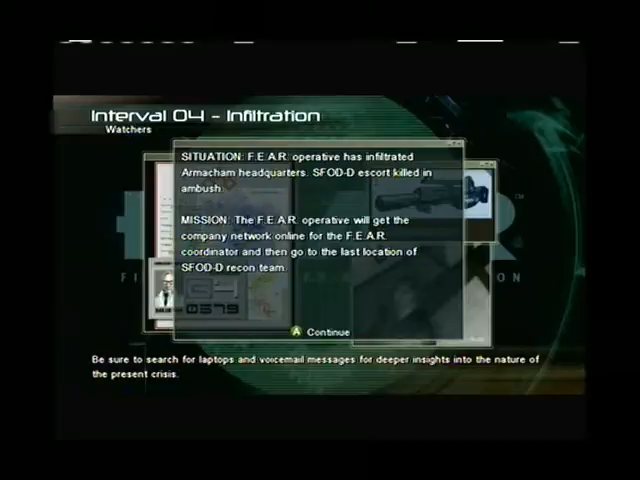 Interval 04 - Infiltration
Watchers
SITUATION: F.E.A.R. operative has infiltrated
Armacham headquarters. SFOD-D escort killed in
ambush.
MISSION: The F.E.A.R. operative will get the
company network online for the F.E.A.R.
coordinator and then go to the last location of
SFOD-D recon team.
0579
A Continue
Be sure to search for laptops and voicemail messages for deeper insights into the nature of
the present crisis.